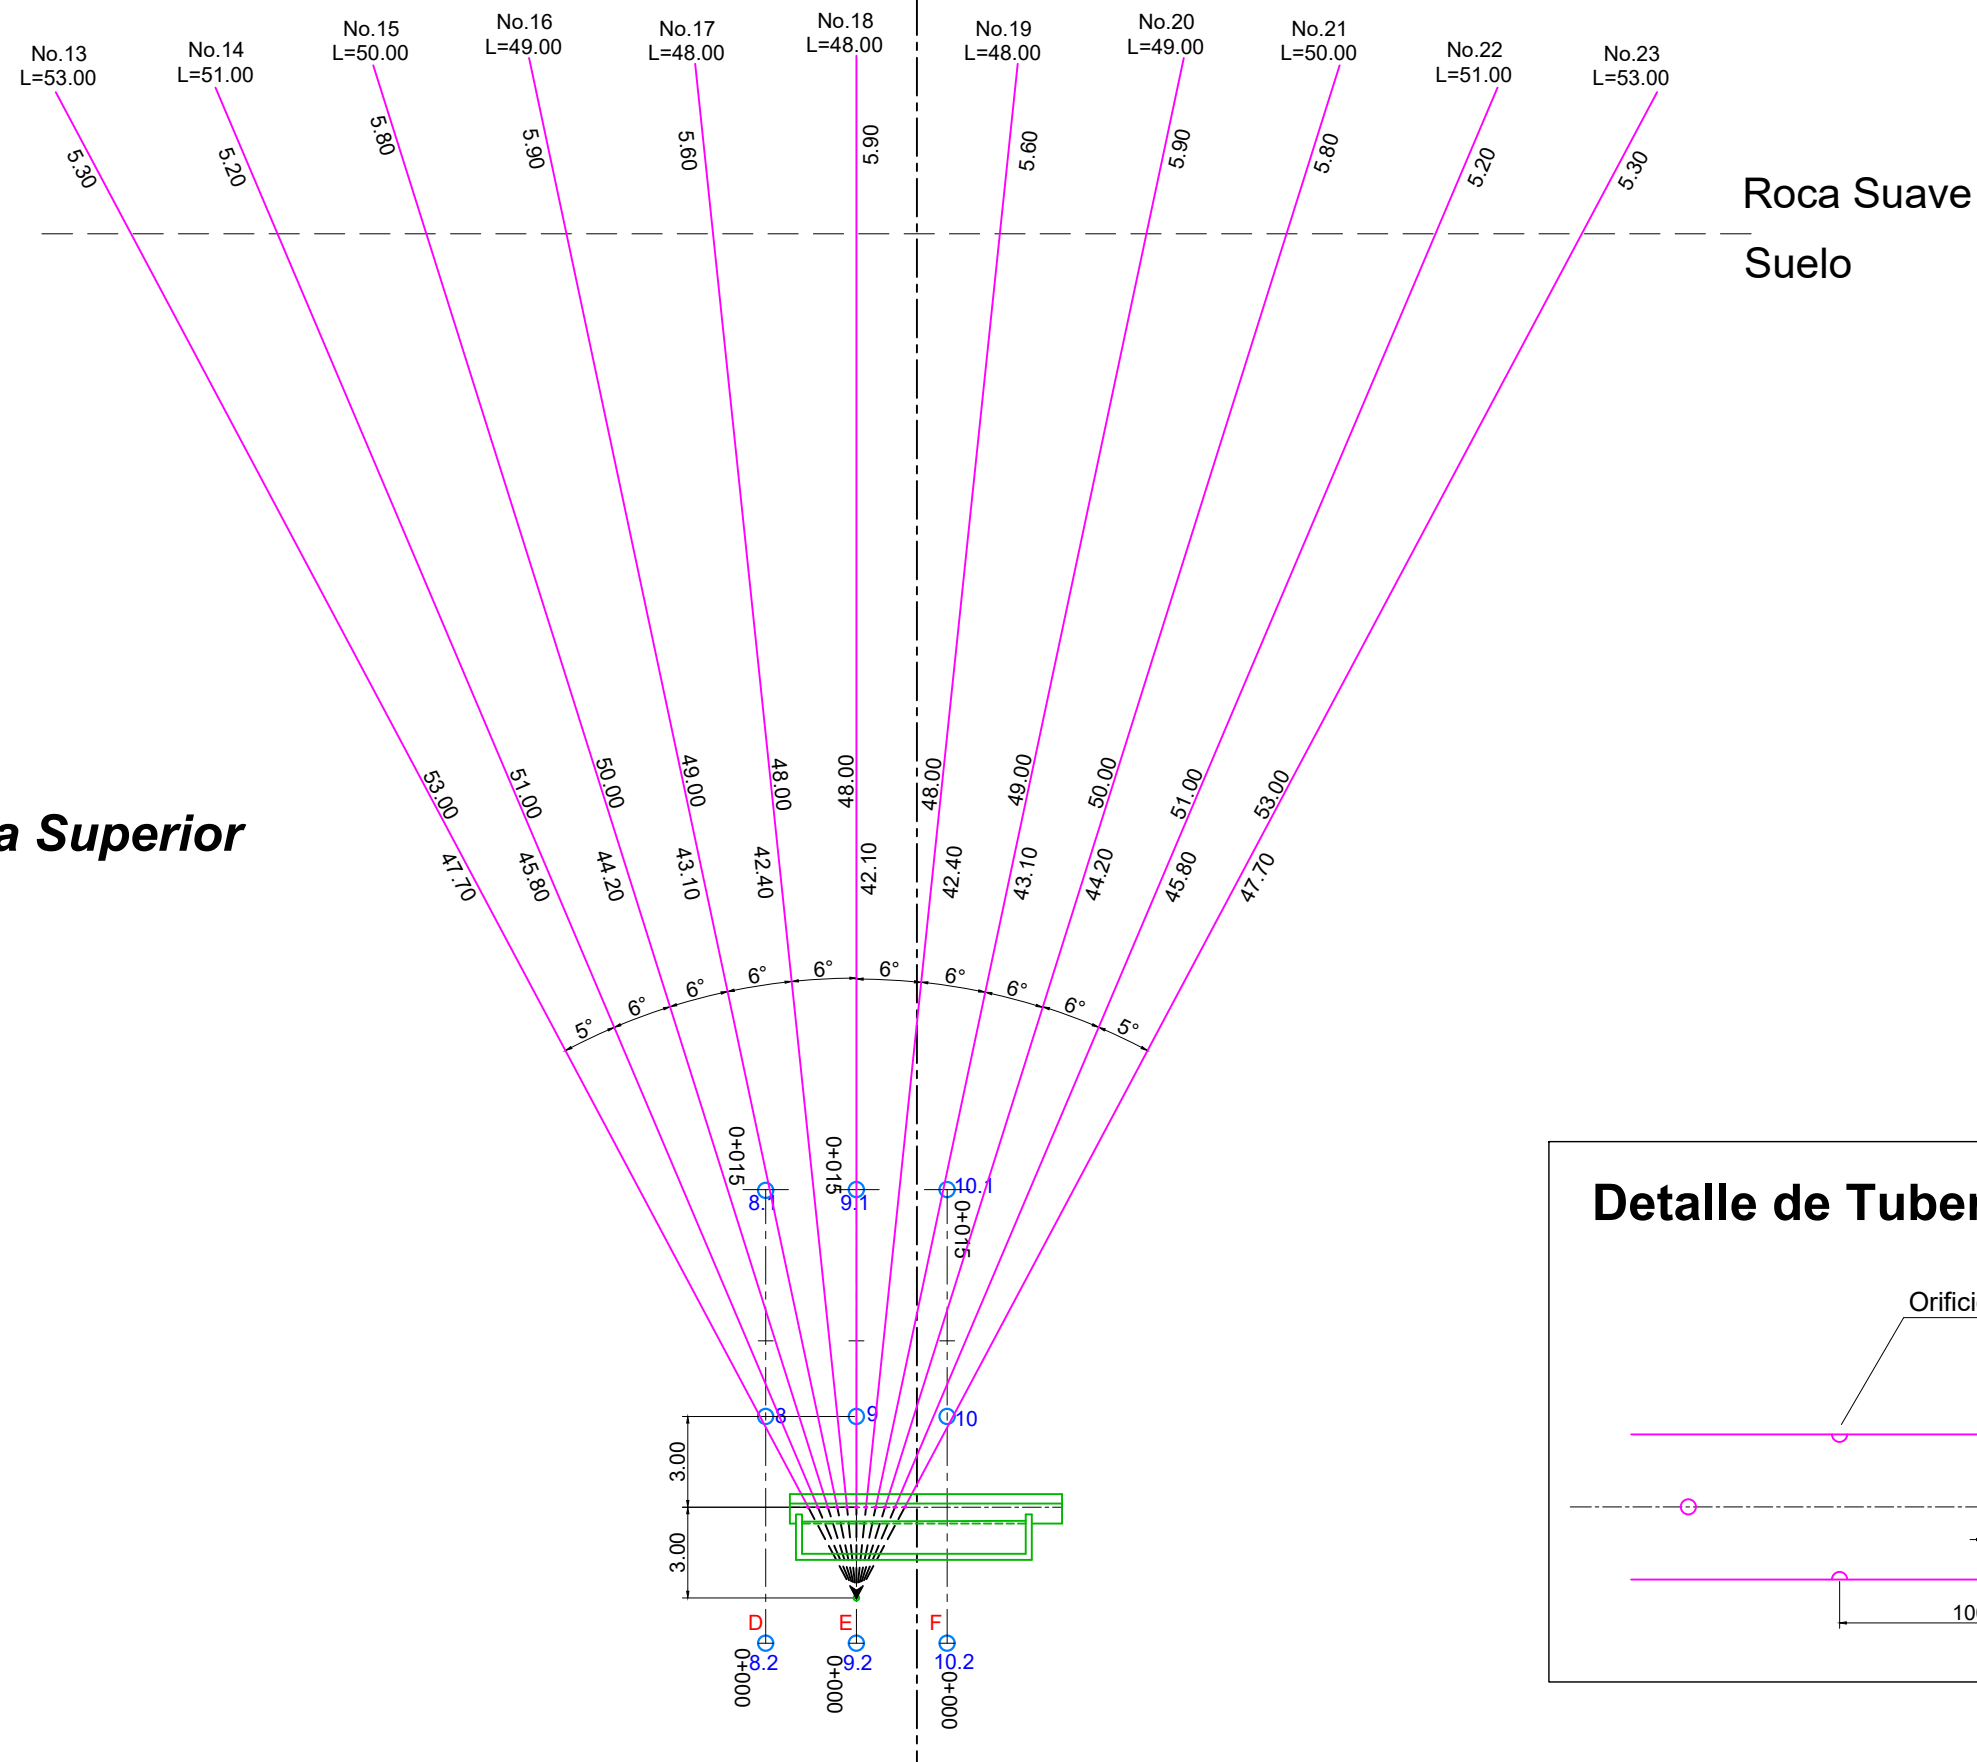 No.13
L=53.00
No.14
L=51.00
No.15
L=50.00
No.16
L=49.00
No.17
L=48.00
No.18
L=48.00
No.19
L=48.00
No.20
L=49.00
No.21
L=50.00
No.22
L=51.00
No.23
L=53.00
5.30
5.20
5.80
5.90
5.60
5.90
5.60
5.90
5.80
5.20
5.30
Roca Suave
Suelo
53.00
51.00
50.00
49.00
48.00
48.00
48.00
49.00
50.00
51.00
53.00
a Superior
47.70
45.80
44.20
43.10
42.40
42.10
42.40
43.10
44.20
45.80
47.70
5°
6°
6°
6°
6°
6°
6°
6°
6°
5°
0+015
0+015
0+015
8.1
9.1
10.1
8
9
10
3.00
3.00
D
E
F
8.2
9.2
10.2
0+000
0+000
0+000
Detalle de Tuber
Orifici
10